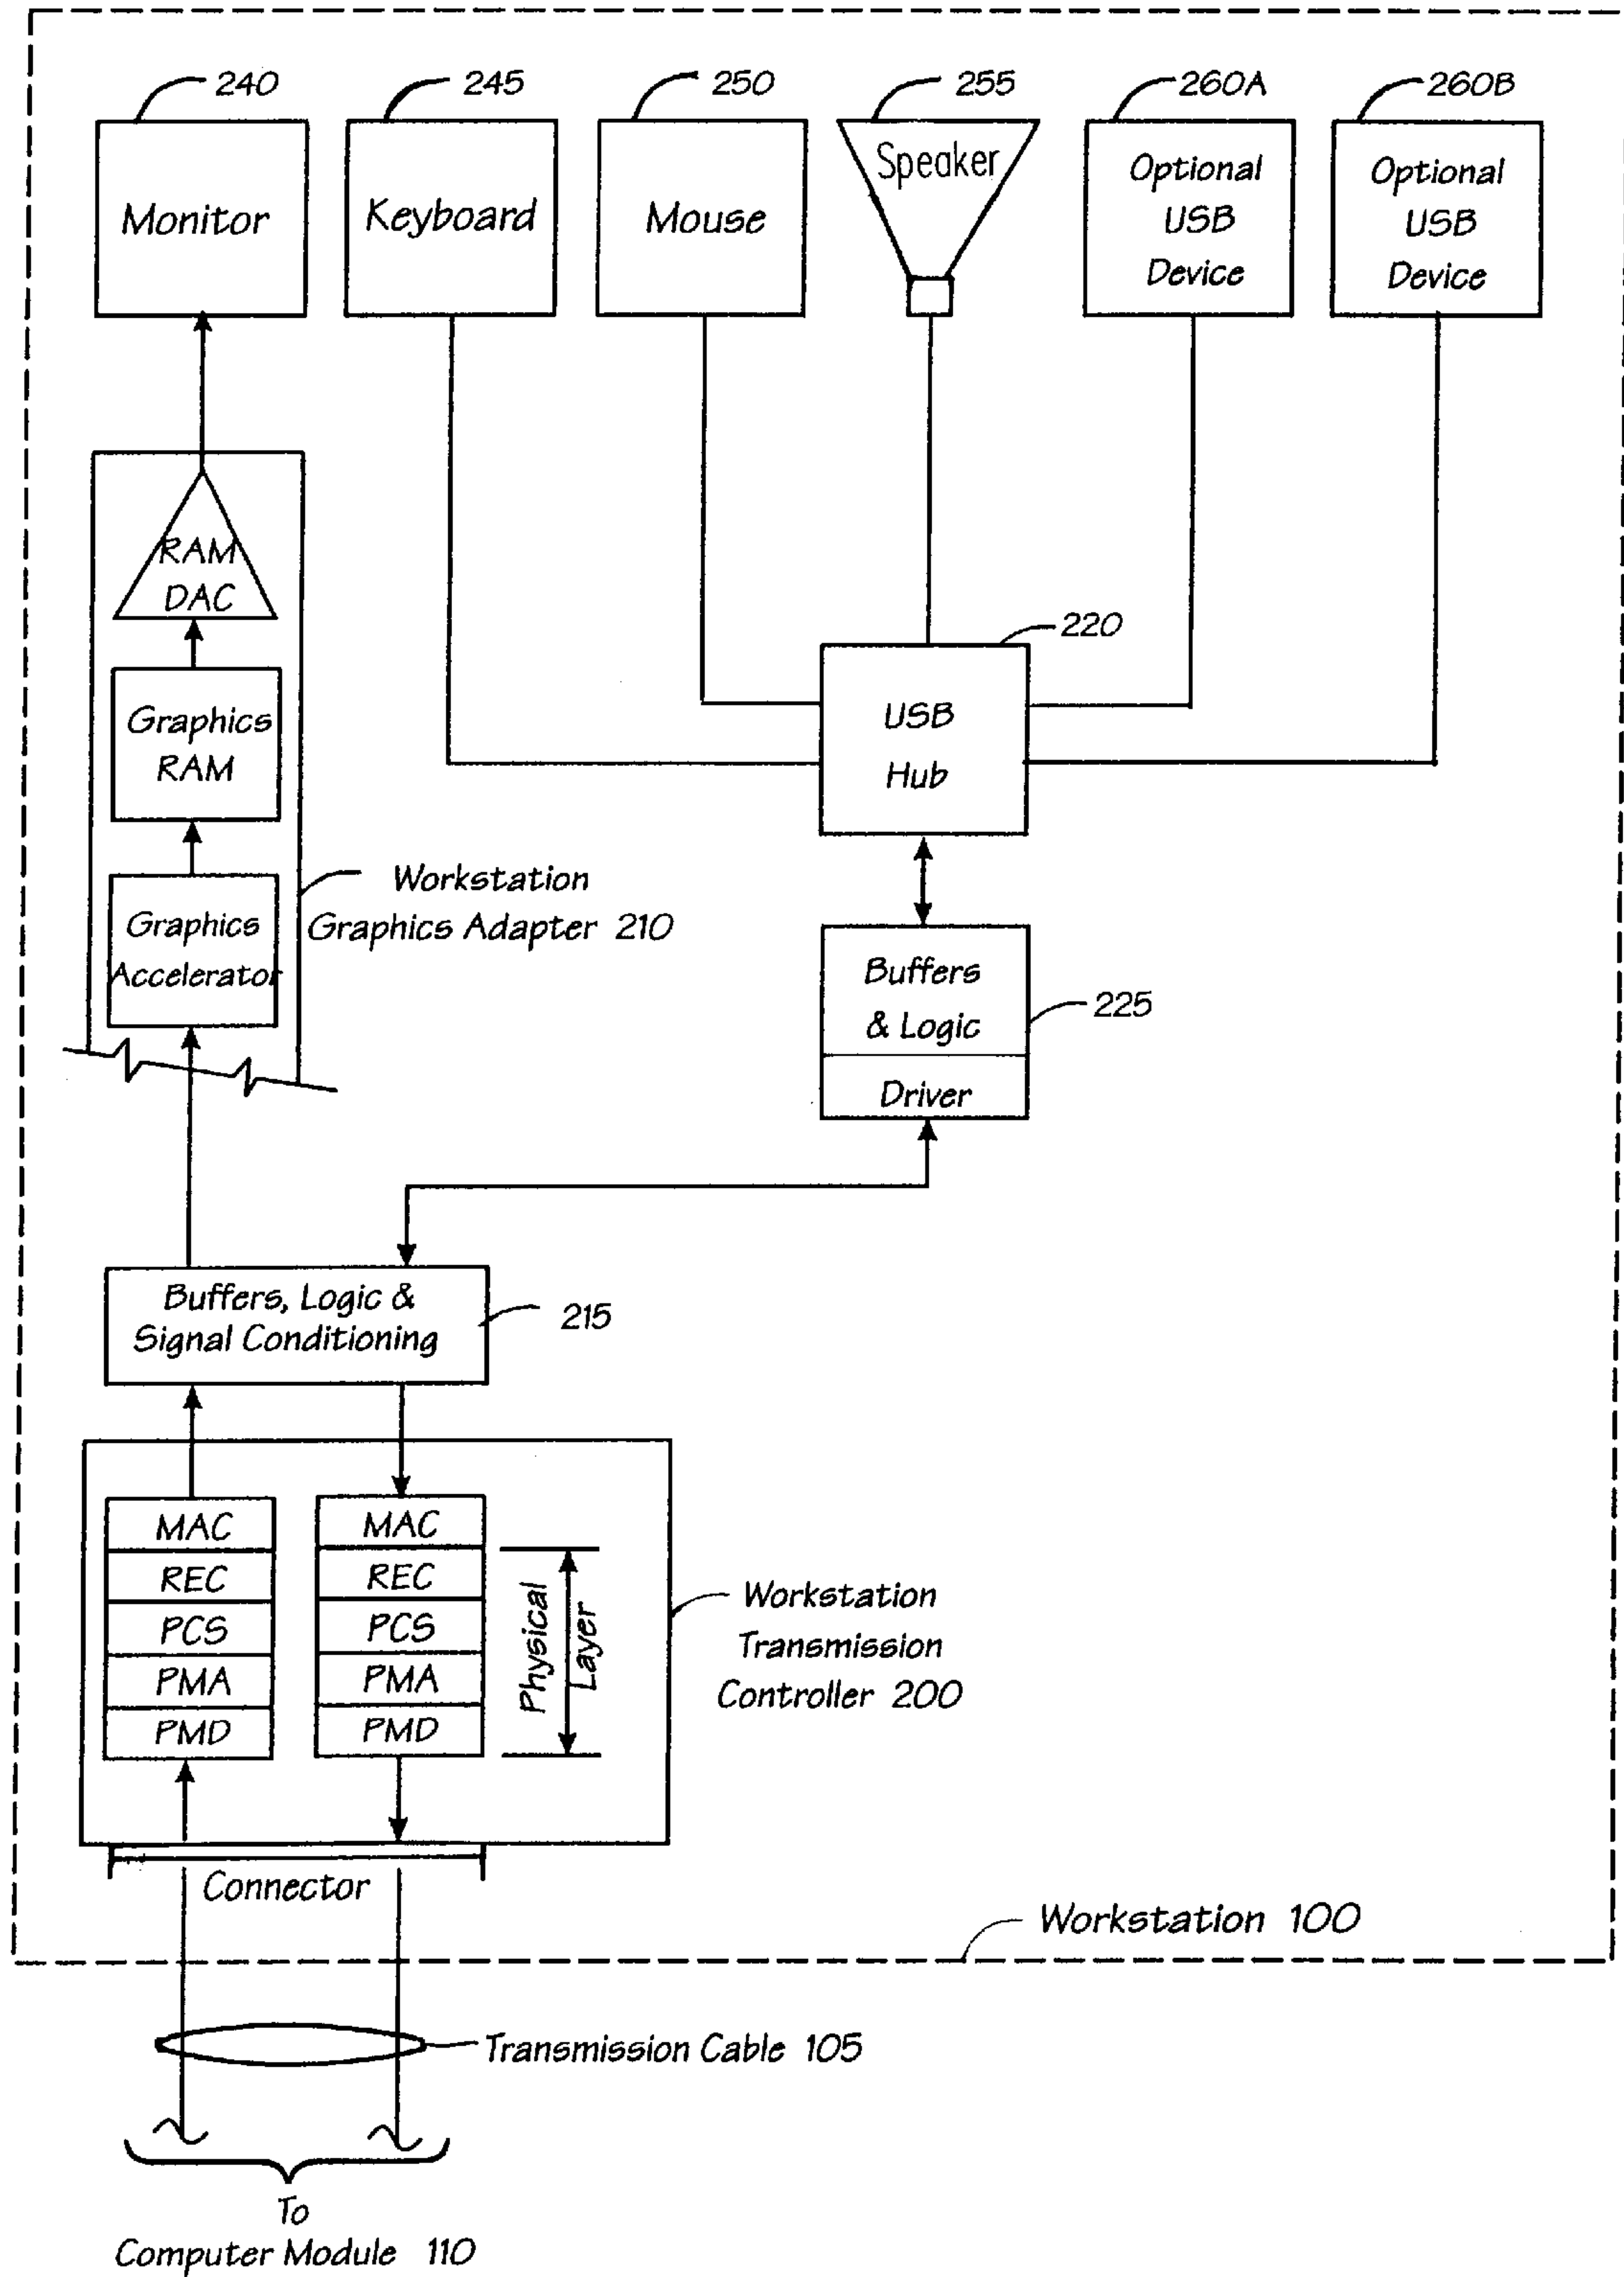 240
245
250
255
260A
260B
Monitor
Keyboard
Mouse
Speaker
Optional
USB
Device
Optional
USB
Device
RAM
DAC
Graphics
RAM
Graphics
Accelerator
Workstation
Graphics Adapter 210
220
USB
Hub
Buffers
& Logic
Driver
225
Buffers, Logic &
Signal Conditioning
215
MAC
REC
PCS
PMA
PMD
MAC
REC
PCS
PMA
PMD
Physical
Layer
Workstation
Transmission
Controller 200
Connector
Workstation 100
Transmission Cable 105
To
Computer Module 110